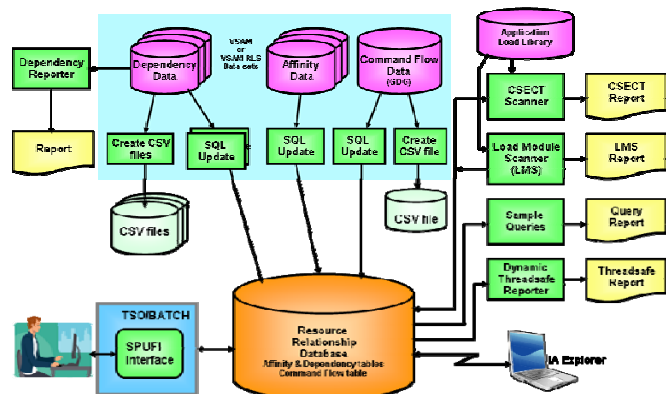 Dependency
Reporter
Report
Dependency
Data
VSAM
or
VSAM RLS
Data sets
Affinity
Data
Command Flow
Data
(GDG)
Create CSV
files
SQL
Update
SQL
Update
SQL
Update
Create
CSV file
CSV files
CSV file
Application
Load Library
CSECT
Scanner
CSECT
Report
Load Module
Scanner
(LMS)
LMS
Report
Sample
Queries
Query
Report
Dynamic
Threadsafe
Reporter
Threadsafe
Report
TSO/BATCH
SPUFI
Interface
Resource
Relationship
Database
Affinity & Dependency tables
Command Flow table
IA Explorer